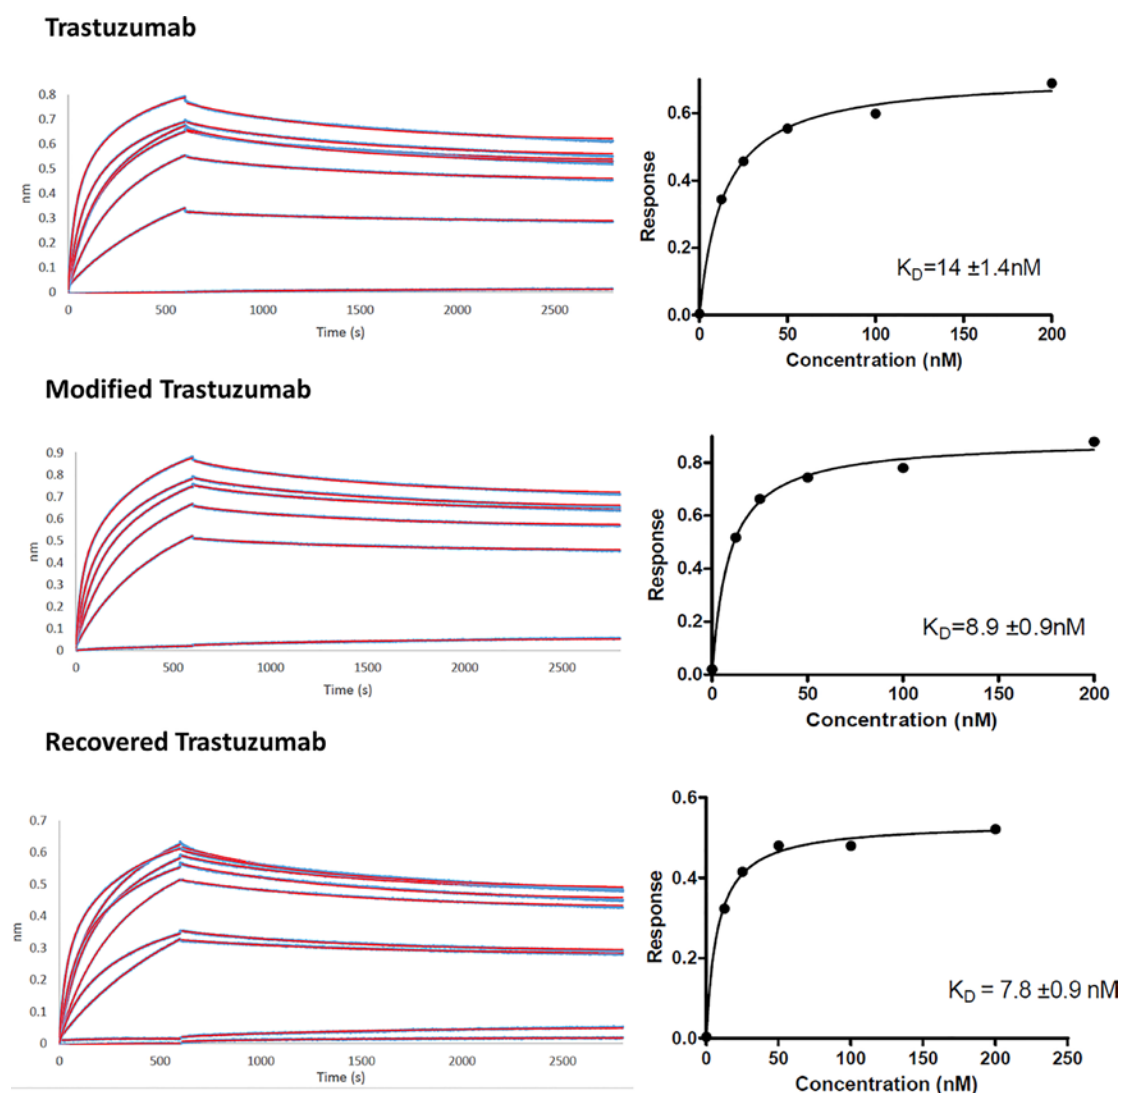 Trastuzumab
0.8
0.7
0.6
0.5
0.4
0.3
0.2
0.1
0
nm
0 500 1000 1500 2000 2500
Time (s)
Response
0.6
0.4
0.2
0.0
K_D=14 ±1.4nM
0 50 100 150 200
Concentration (nM)
Modified Trastuzumab
0.9
0.8
0.7
0.6
0.5
0.4
0.3
0.2
0.1
0
nm
0 500 1000 1500 2000 2500
Time (s)
Response
0.8
0.6
0.4
0.2
0.0
K_D=8.9 ±0.9nM
0 50 100 150 200
Concentration (nM)
Recovered Trastuzumab
0.7
0.6
0.5
0.4
0.3
0.2
0.1
0
nm
0 500 1000 1500 2000 2500
Time (s)
Response
0.6
0.4
0.2
0.0
K_D = 7.8 ±0.9 nM
0 50 100 150 200 250
Concentration (nM)